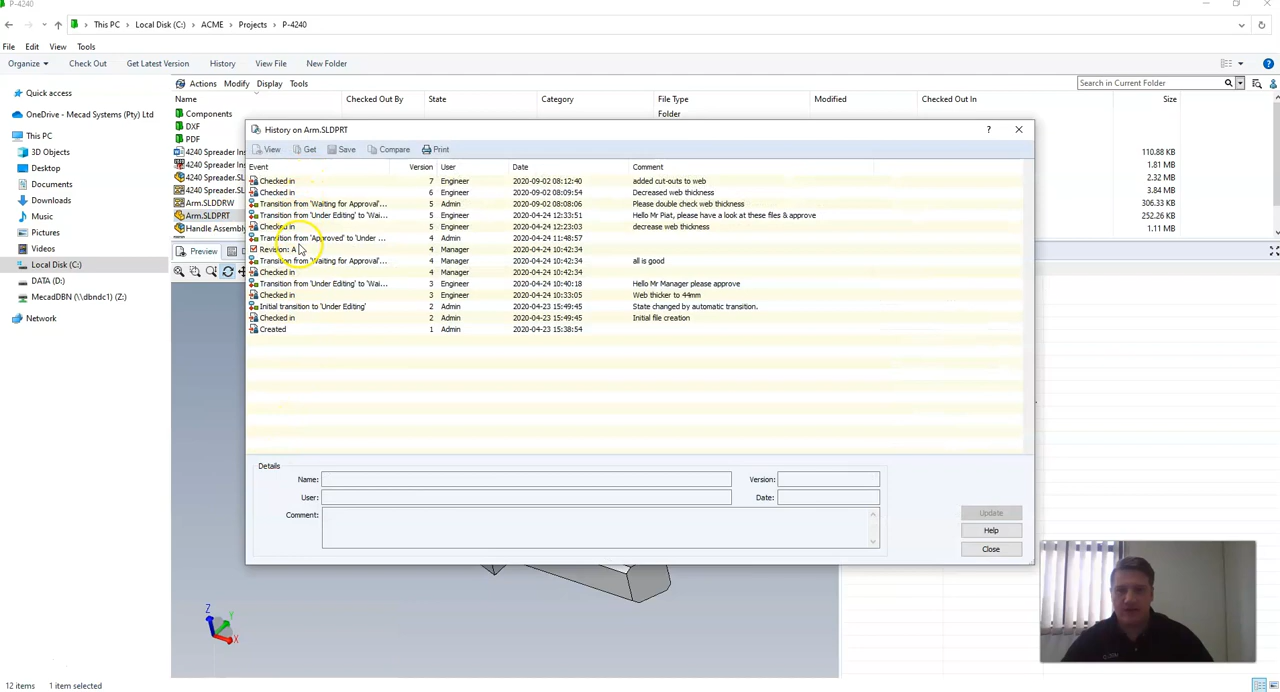 P-4240
This PC > Local Disk (C:) > ACME > Projects > P-4240
File Edit View Tools
Organize Check Out Get Latest Version History View File New Folder
Quick access
OneDrive - Mecad Systems (Pty) Ltd
This PC
3D Objects
Desktop
Documents
Downloads
Music
Pictures
Videos
Local Disk (C:)
DATA (D:)
MecadDBN (\\dbndc1) (Z:)
Network
Actions Modify Display Tools
Search in Current Folder
Name Checked Out By State Category File Type Modified Checked Out In Size
Components Folder
DXF
PDF
4240 Spreader Ins 110.88 KB
4240 Spreader Ins 1.81 MB
4240 Spreader.SL 2.32 MB
4240 Spreader.SL 3.84 MB
Arm.SLDDRW 306.33 KB
Arm.SLDPRT 252.26 KB
Handle Assembly 1.11 MB
Preview
History on Arm.SLDPRT
View Get Save Compare Print
Event Version User Date Comment
Checked in 7 Engineer 2020-09-02 08:12:40 added cut-outs to web
Checked in 6 Engineer 2020-09-02 08:09:54 Decreased web thickness
Transition from 'Waiting for Approval'... 5 Admin 2020-09-02 08:08:06 Please double check web thickness
Transition from 'Under Editing' to 'Wai... 5 Engineer 2020-04-24 12:33:51 Hello Mr Piat, please have a look at these files & approve
Checked in 5 Engineer 2020-04-24 12:23:03 decrease web thickness
Transition from 'Approved' to 'Under ... 4 Admin 2020-04-24 11:48:57
Revision: A 4 Manager 2020-04-24 10:42:34
Transition from 'Waiting for Approval'... 4 Manager 2020-04-24 10:42:34 all is good
Checked in 4 Manager 2020-04-24 10:42:34
Transition from 'Under Editing' to 'Wai... 3 Engineer 2020-04-24 10:40:18 Hello Mr Manager please approve
Checked in 3 Engineer 2020-04-24 10:33:05 Web thicker to 44mm
Initial transition to 'Under Editing' 2 Admin 2020-04-23 15:49:45 State changed by automatic transition.
Checked in 2 Admin 2020-04-23 15:49:45 Initial file creation
Created 1 Admin 2020-04-23 15:38:54
Details
Name: Version:
User: Date:
Comment:
Update
Help
Close
Z
Y
X
12 items 1 item selected